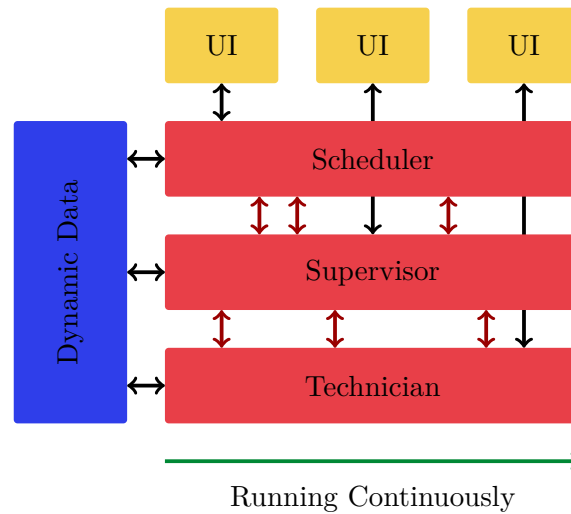 UI
UI
UI
Scheduler
Dynamic Data
Supervisor
Technician
Running Continuously